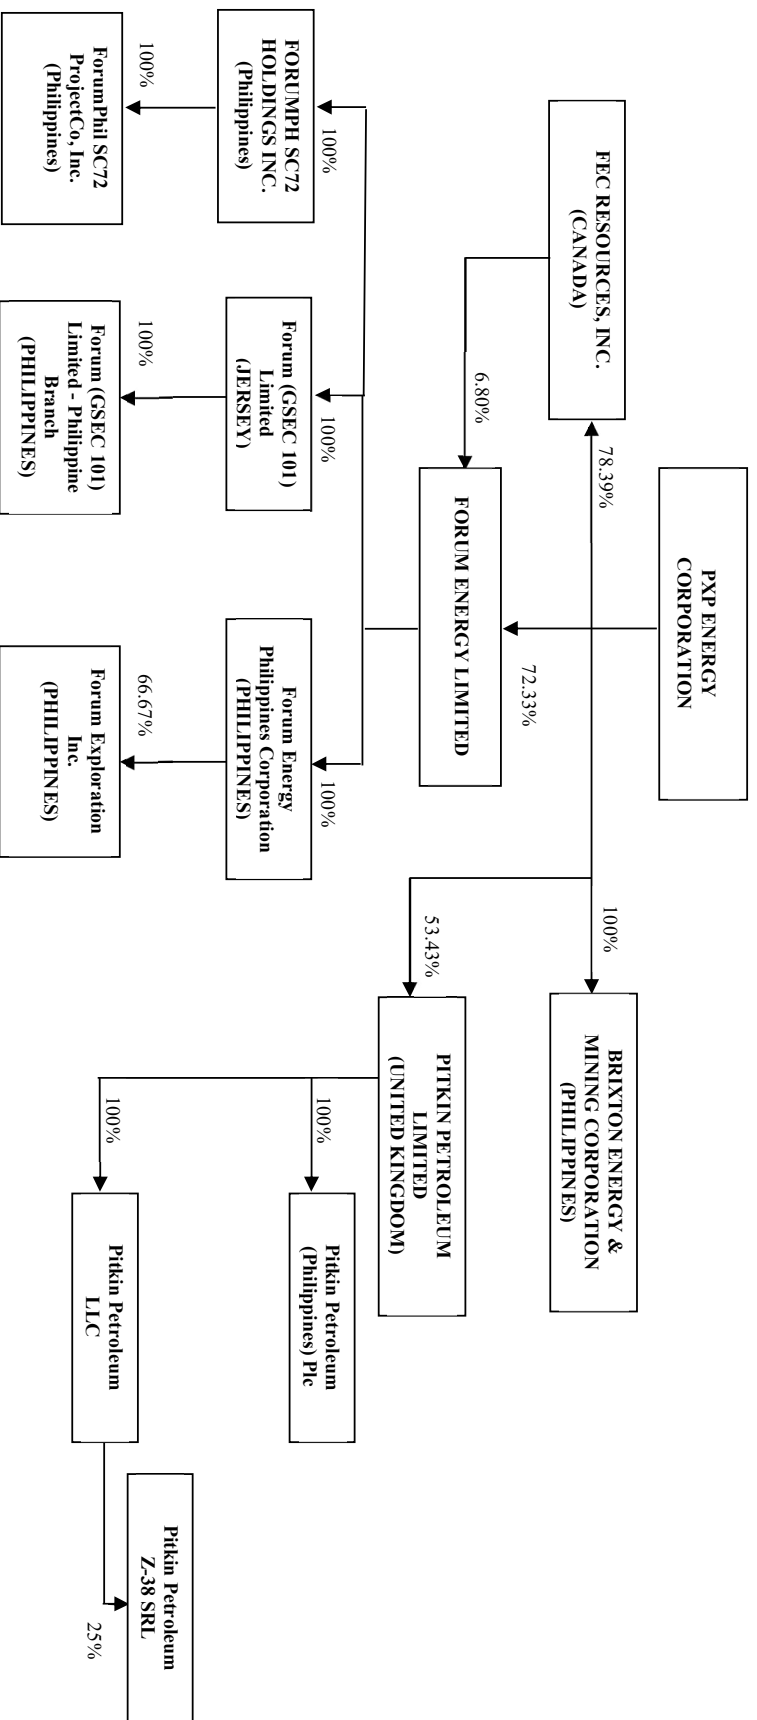 PXP ENERGY
CORPORATION
FEC RESOURCES, INC.
(CANADA)
78.39%
100%
BRIXTON ENERGY &
MINING CORPORATION
(PHILIPPINES)
6.80%
72.33%
FORUM ENERGY LIMITED
53.43%
PITKIN PETROLEUM
LIMITED
(UNITED KINGDOM)
100%
100%
100%
FORUMPH SC72
HOLDINGS INC.
(Philippines)
Forum (GSEC 101)
Limited
(JERSEY)
Forum Energy
Philippines Corporation
(PHILIPPINES)
100%
Pitkin Petroleum
(Philippines) Plc
100%
100%
66.67%
ForumPhil SC72
ProjectCo, Inc.
(Philippines)
Forum (GSEC 101)
Limited - Philippine
Branch
(PHILIPPINES)
Forum Exploration
Inc.
(PHILIPPINES)
100%
Pitkin Petroleum
LLC
Pitkin Petroleum
Z-38 SRL
25%